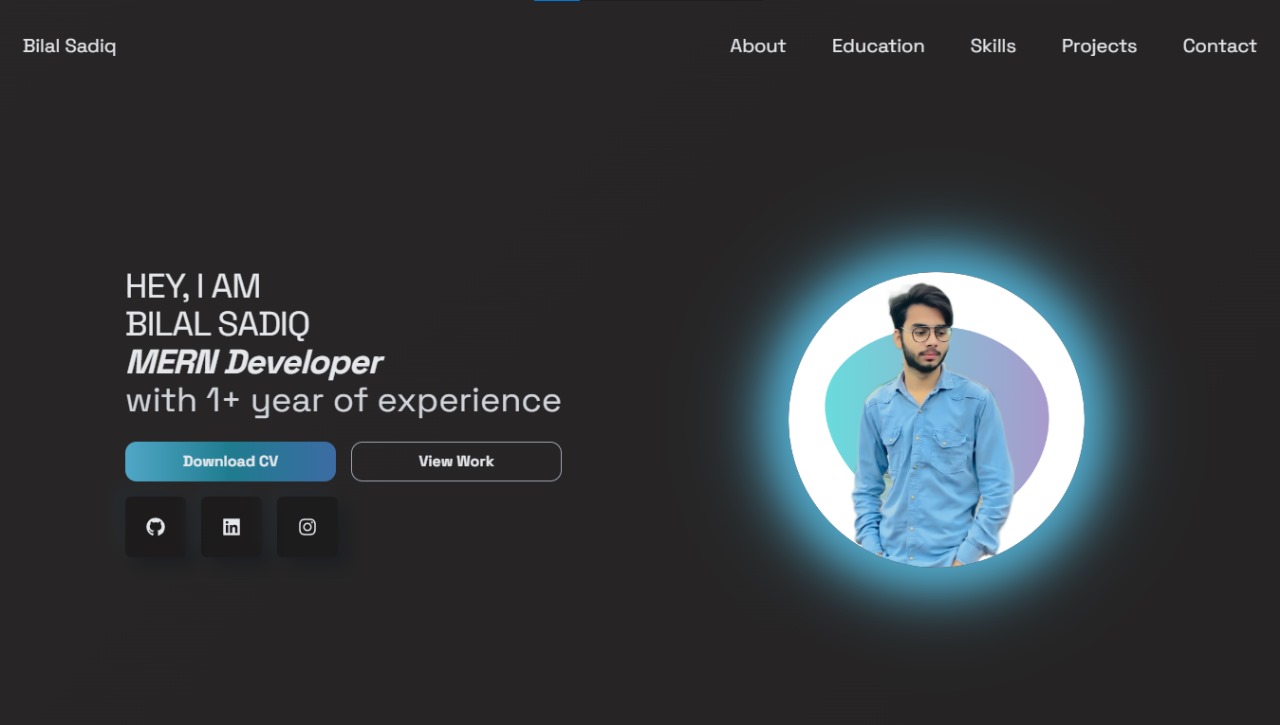 Bilal Sadiq
About Education Skills Projects Contact
HEY, I AM
BILAL SADIQ
MERN Developer
with 1+ year of experience
Download CV View Work
in